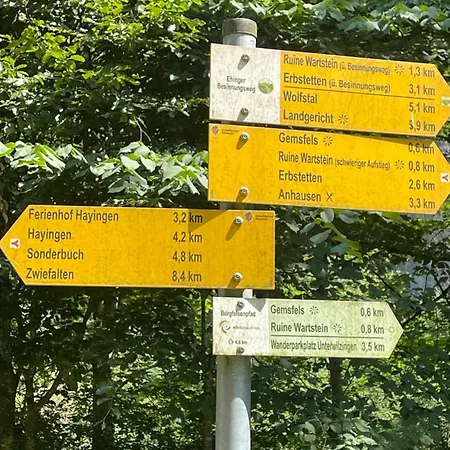 Ehinger
Besinnungsweg
Ruine Wartstein (ü. Besinnungsweg) 1,3 km
Erbstetten (ü. Besinnungsweg) 3,1 km
Wolfstal 5,1 km
Landgericht 9,9 km
Gemsfels 0,6 km
Ruine Wartstein (schwieriger Aufstieg) 0,8 km
Erbstetten 2,6 km
Anhausen 3,3 km
Ferienhof Hayingen 3,2 km
Hayingen 4,2 km
Sonderbuch 4,8 km
Zwiefalten 8,4 km
Burgfelsenpfad
Gemsfels 0,6 km
Ruine Wartstein 0,8 km
Wanderparkplatz Unterwilzingen 3,5 km